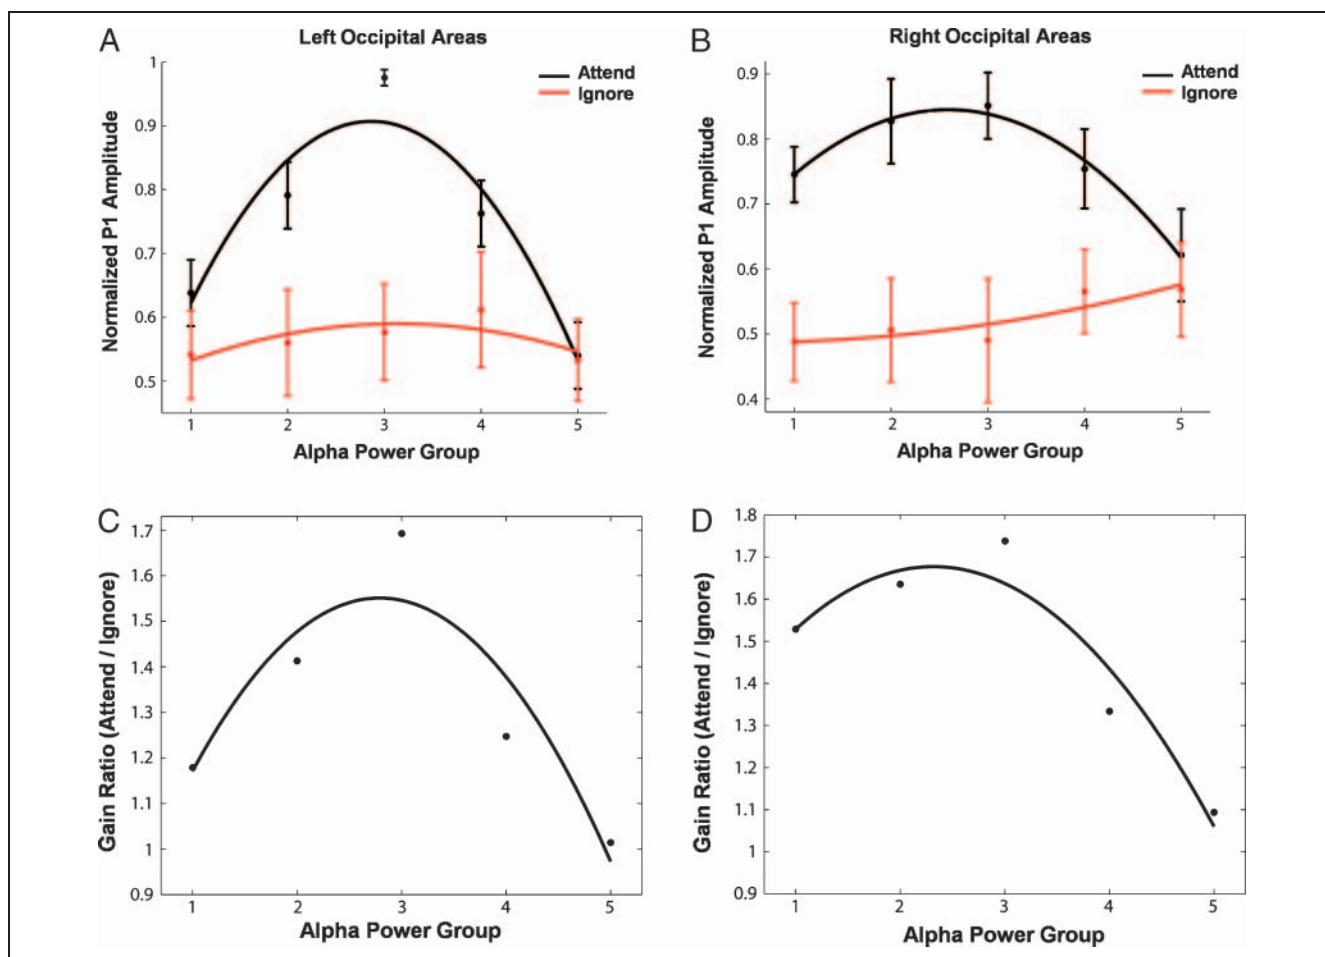 A
Left Occipital Areas
Attend
Ignore
Normalized P1 Amplitude
1
0.9
0.8
0.7
0.6
0.5
1 2 3 4 5
Alpha Power Group
B
Right Occipital Areas
Attend
Ignore
Normalized P1 Amplitude
0.9
0.8
0.7
0.6
0.5
0.4
1 2 3 4 5
Alpha Power Group
C
Gain Ratio (Attend / Ignore)
1.7
1.6
1.5
1.4
1.3
1.2
1.1
1
0.9
1 2 3 4 5
Alpha Power Group
D
Gain Ratio (Attend / Ignore)
1.8
1.7
1.6
1.5
1.4
1.3
1.2
1.1
1
0.9
1 2 3 4 5
Alpha Power Group